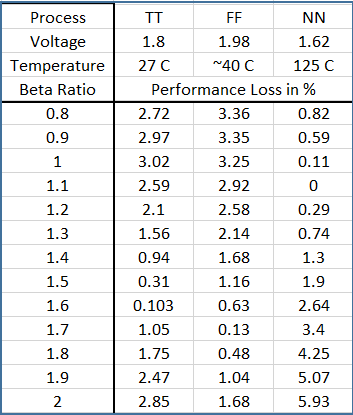 Process TT FF NN
Voltage 1.8 1.98 1.62
Temperature 27 C ~40 C 125 C
Beta Ratio Performance Loss in %
0.8 2.72 3.36 0.82
0.9 2.97 3.35 0.59
1 3.02 3.25 0.11
1.1 2.59 2.92 0
1.2 2.1 2.58 0.29
1.3 1.56 2.14 0.74
1.4 0.94 1.68 1.3
1.5 0.31 1.16 1.9
1.6 0.103 0.63 2.64
1.7 1.05 0.13 3.4
1.8 1.75 0.48 4.25
1.9 2.47 1.04 5.07
2 2.85 1.68 5.93